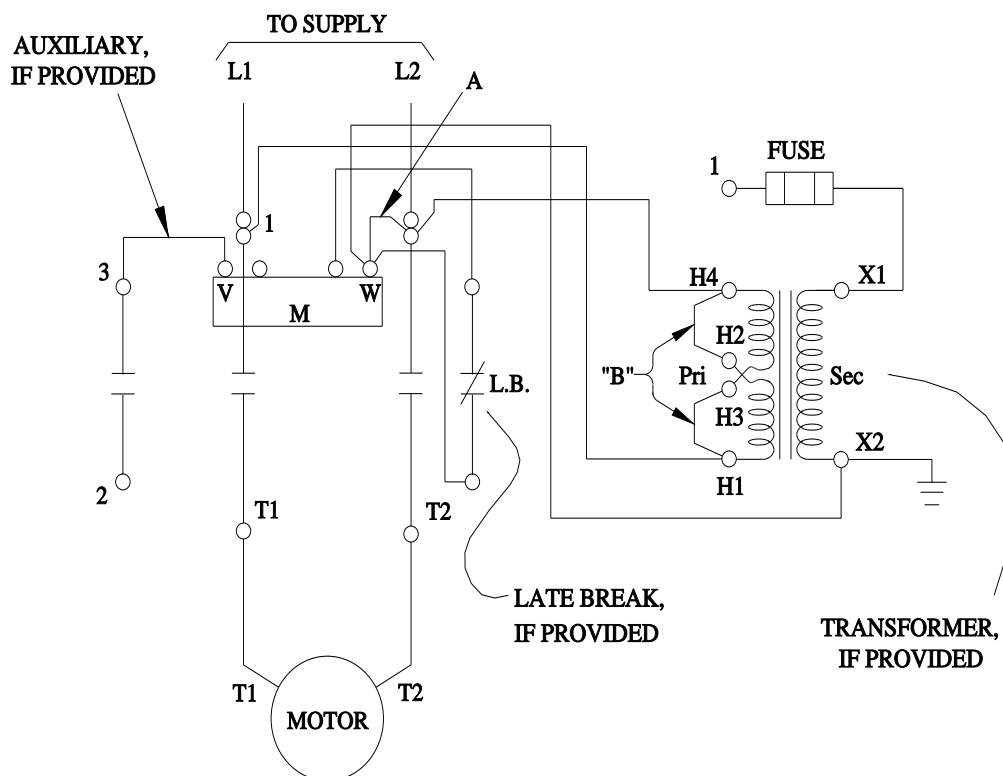 TO SUPPLY
AUXILIARY,
IF PROVIDED
L1
L2
A
1
1
FUSE
3
V
W
M
H4
X1
H2
"B"
Pri
Sec
L.B.
H3
X2
H1
2
T1
T2
LATE BREAK,
IF PROVIDED
TRANSFORMER,
IF PROVIDED
T1
T2
MOTOR